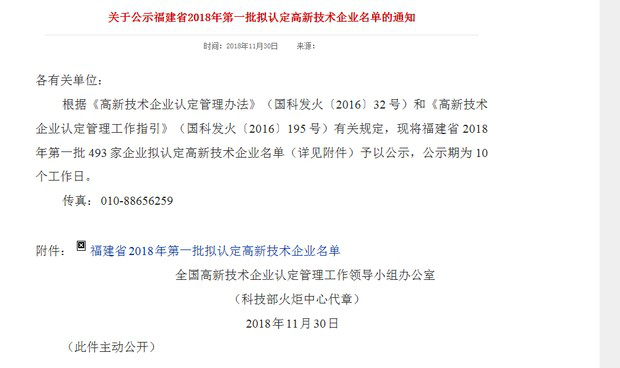 关于公示福建省2018年第一批拟认定高新技术企业名单的通知
时间：2018年11月30日 来源：
各有关单位：
根据《高新技术企业认定管理办法》（国科发火〔2016〕32号）和《高新技术
企业认定管理工作指引》（国科发火〔2016〕195号）有关规定，现将福建省2018
年第一批493家企业拟认定高新技术企业名单（详见附件）予以公示，公示期为10
个工作日。
传真：010-88656259
附件：福建省2018年第一批拟认定高新技术企业名单
全国高新技术企业认定管理工作领导小组办公室
（科技部火炬中心代章）
2018年11月30日
（此件主动公开）